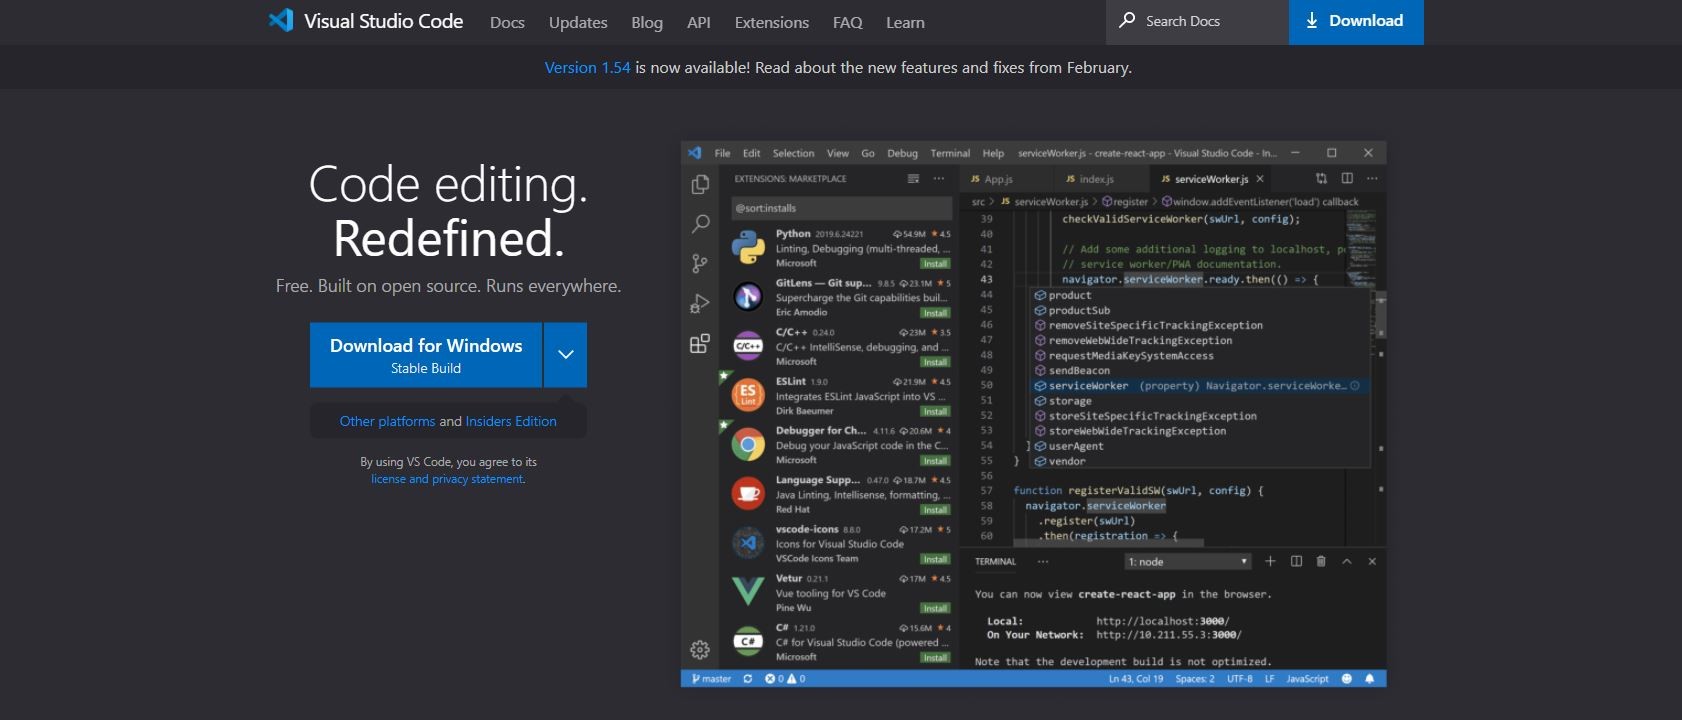 Visual Studio Code Docs Updates Blog API Extensions FAQ Learn Search Docs Download
Version 1.54 is now available! Read about the new features and fixes from February.
Code editing.
Redefined.
Free. Built on open source. Runs everywhere.
Download for Windows
Stable Build
Other platforms and Insiders Edition
By using VS Code, you agree to its
license and privacy statement.
File Edit Selection View Go Debug Terminal Help serviceWorker.js - create-react-app - Visual Studio Code - In...
EXTENSIONS: MARKETPLACE
@sort:installs
Python 2019.6.24221 54.9M 4.5
Linting, Debugging (multi-threaded, ...
Microsoft Install
GitLens — Git sup... 9.8.5 23.1M 5
Supercharge the Git capabilities buil...
Eric Amodio Install
C/C++ 0.24.0 23M 3.5
C/C++ IntelliSense, debugging, and ...
Microsoft Install
ESLint 1.9.0 21.9M 4.5
Integrates ESLint JavaScript into VS ...
Dirk Baeumer Install
Debugger for Ch... 4.11.6 20.6M 4
Debug your JavaScript code in the C...
Microsoft Install
Language Supp... 0.47.0 18.7M 4.5
Java Linting, Intellisense, formatting, ...
Red Hat Install
vscode-icons 8.8.0 17.2M 5
Icons for Visual Studio Code
VSCode Icons Team Install
Vetur 0.21.1 17M 4.5
Vue tooling for VS Code
Pine Wu Install
C# 1.21.0 15.6M 4
C# for Visual Studio Code (powered ...
Microsoft Install
JS App.js JS index.js JS serviceWorker.js
src > JS serviceWorker.js > register > window.addEventListener('load') callback
39 checkValidServiceWorker(swUrl, config);
40
41 // Add some additional logging to localhost, p
42 // service worker/PWA documentation.
43 navigator.serviceWorker.ready.then(() => {
44 product
45 productSub
46 removeSiteSpecificTrackingException
47 removeWebWideTrackingException
48 requestMediaKeySystemAccess
49 sendBeacon
50 serviceWorker (property) Navigator.serviceWorke...
51 storage
52 storeSiteSpecificTrackingException
53 storeWebWideTrackingException
54 } userAgent
55 } vendor
56
57 function registerValidSW(swUrl, config) {
58 navigator.serviceWorker
59 .register(swUrl)
60 .then(registration => {
TERMINAL ... 1: node
You can now view create-react-app in the browser.
Local: http://localhost:3000/
On Your Network: http://10.211.55.3:3000/
Note that the development build is not optimized.
master 0 0 Ln 43, Col 19 Spaces: 2 UTF-8 LF JavaScript